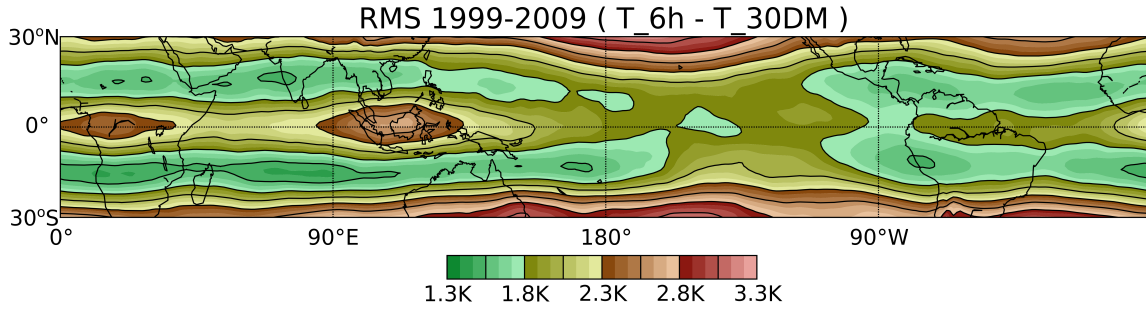 RMS 1999-2009 ( T_6h - T_30DM )
30°N
0°
30°S
0° 90°E 180° 90°W
1.3K 1.8K 2.3K 2.8K 3.3K